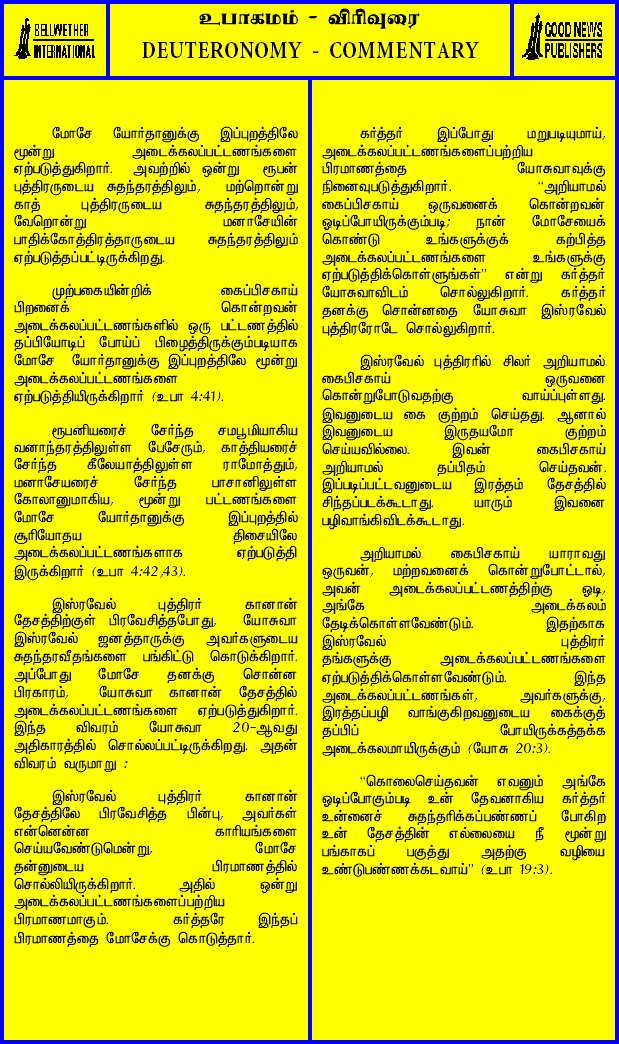 BELLWETHER
INTERNATIONAL
உபாகமம் - விரிவுரை
DEUTERONOMY - COMMENTARY
GOOD NEWS
PUBLISHERS
மோசே யோர்தானுக்கு இப்புறத்திலே
மூன்று அடைக்கலப்பட்டணங்களை
ஏற்படுத்துகிறார். அவற்றில் ஒன்று ரூபன்
புத்திரருடைய சுதந்தரத்திலும், மற்றொன்று
காத் புத்திரருடைய சுதந்தரத்திலும்,
வேறொன்று மனாசேயின்
பாதிக்கோத்திரத்தாருடைய சுதந்தரத்திலும்
ஏற்படுத்தப்பட்டிருக்கிறது.
முற்பகையின்றிக் கைப்பிசகாய்
பிறனைக் கொன்றவன்
அடைக்கலப்பட்டணங்களில் ஒரு பட்டணத்தில்
தப்பியோடிப் போய்ப் பிழைத்திருக்கும்படியாக
மோசே யோர்தானுக்கு இப்புறத்திலே மூன்று
அடைக்கலப்பட்டணங்களை
ஏற்படுத்தியிருக்கிறார் (உபா 4:41).
ரூபனியரைச் சேர்ந்த சமபூமியாகிய
வனாந்தரத்திலுள்ள பேசேரும், காத்தியரைச்
சேர்ந்த கீலேயாத்திலுள்ள ராமோத்தும்,
மனாசேயரைச் சேர்ந்த பாசானிலுள்ள
கோலானுமாகிய, மூன்று பட்டணங்களை
மோசே யோர்தானுக்கு இப்புறத்தில்
சூரியோதய திசையிலே
அடைக்கலப்பட்டணங்களாக ஏற்படுத்தி
இருக்கிறார் (உபா 4:42,43).
இஸ்ரவேல் புத்திரர் கானான்
தேசத்திற்குள் பிரவேசித்தபோது, யோசுவா
இஸ்ரவேல் ஜனத்தாருக்கு அவர்களுடைய
சுதந்தரவீதங்களை பங்கிட்டு கொடுக்கிறார்.
அப்போது மோசே தனக்கு சொன்ன
பிரகாரம், யோசுவா கானான் தேசத்தில்
அடைக்கலப்பட்டணங்களை ஏற்படுத்துகிறார்.
இந்த விவரம் யோசுவா 20-ஆவது
அதிகாரத்தில் சொல்லப்பட்டிருக்கிறது. அதன்
விவரம் வருமாறு :
இஸ்ரவேல் புத்திரர் கானான்
தேசத்திலே பிரவேசித்த பின்பு, அவர்கள்
என்னென்ன காரியங்களை
செய்யவேண்டுமென்று, மோசே
தன்னுடைய பிரமாணத்தில்
சொல்லியிருக்கிறார். அதில் ஒன்று
அடைக்கலப்பட்டணங்களைப்பற்றிய
பிரமாணமாகும். கர்த்தரே இந்தப்
பிரமாணத்தை மோசேக்கு கொடுத்தார்.
கர்த்தர் இப்போது மறுபடியுமாய்,
அடைக்கலப்பட்டணங்களைப்பற்றிய
பிரமாணத்தை யோசுவாவுக்கு
நினைவுபடுத்துகிறார். “அறியாமல்
கைப்பிசகாய் ஒருவனைக் கொன்றவன்
ஓடிப்போயிருக்கும்படி; நான் மோசேயைக்
கொண்டு உங்களுக்குக் கற்பித்த
அடைக்கலப்பட்டணங்களை உங்களுக்கு
ஏற்படுத்திக்கொள்ளுங்கள்” என்று கர்த்தர்
யோசுவாவிடம் சொல்லுகிறார். கர்த்தர்
தனக்கு சொன்னதை யோசுவா இஸ்ரவேல்
புத்திரரோடே சொல்லுகிறார்.
இஸ்ரவேல் புத்திரரில் சிலர் அறியாமல்
கைபிசகாய் ஒருவனை
கொன்றுபோடுவதற்கு வாய்ப்புள்ளது.
இவனுடைய கை குற்றம் செய்தது. ஆனால்
இவனுடைய இருதயமோ குற்றம்
செய்யவில்லை. இவன் கைபிசகாய்
அறியாமல் தப்பிதம் செய்தவன்.
இப்படிப்பட்டவனுடைய இரத்தம் தேசத்தில்
சிந்தப்படக்கூடாது. யாரும் இவனை
பழிவாங்கிவிடக்கூடாது.
அறியாமல் கைபிசகாய் யாராவது
ஒருவன், மற்றவனைக் கொன்றுபோட்டால்,
அவன் அடைக்கலப்பட்டணத்திற்கு ஓடி,
அங்கே அடைக்கலம்
தேடிக்கொள்ளவேண்டும். இதற்காக
இஸ்ரவேல் புத்திரர்
தங்களுக்கு அடைக்கலப்பட்டணங்களை
ஏற்படுத்திக்கொள்ளவேண்டும். இந்த
அடைக்கலப்பட்டணங்கள், அவர்களுக்கு,
இரத்தப்பழி வாங்குகிறவனுடைய கைக்குத்
தப்பிப் போயிருக்கத்தக்க
அடைக்கலமாயிருக்கும் (யோசு 20:3).
“கொலைசெய்தவன் எவனும் அங்கே
ஓடிப்போகும்படி உன் தேவனாகிய கர்த்தர்
உன்னைச் சுதந்தரிக்கப்பண்ணப் போகிற
உன் தேசத்தின் எல்லையை நீ மூன்று
பங்காகப் பகுத்து அதற்கு வழியை
உண்டுபண்ணக்கடவாய்” (உபா 19:3).